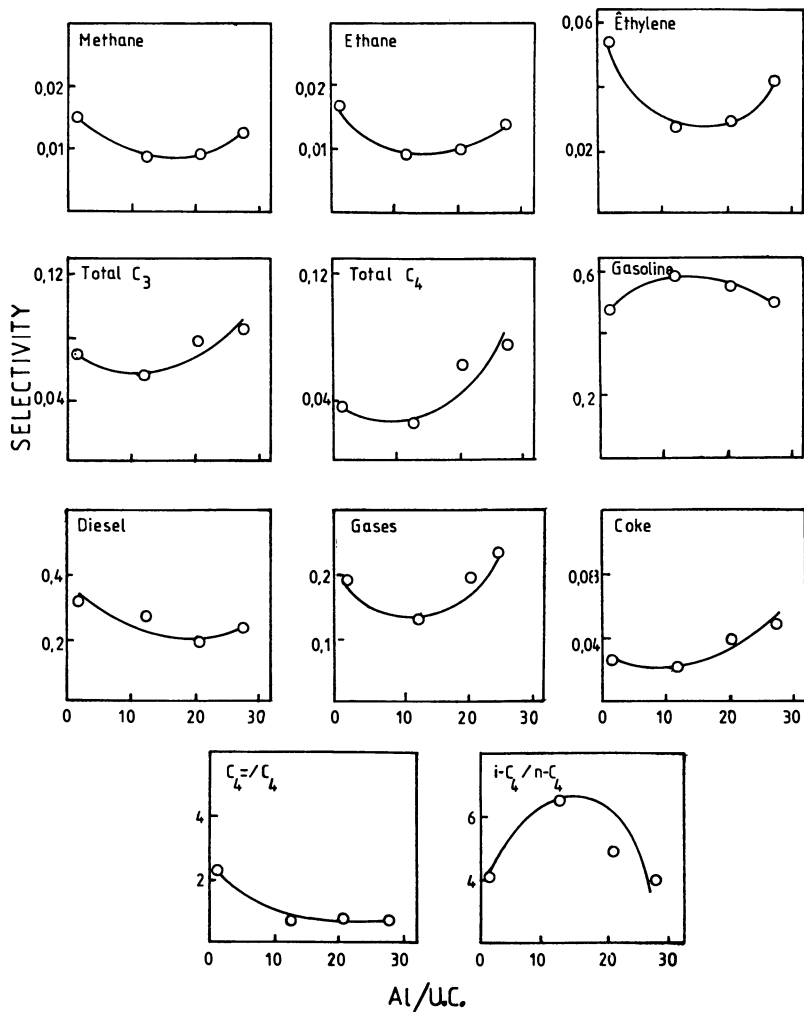 Methane
0,02
0,01
Ethane
0,02
0,01
Êthylene
0,06
0,02
SELECTIVITY
Total C3
0,12
0,04
Total C4
0,12
0,04
Gasoline
0,6
0,2
Diesel
0,4
0,2
0 10 20 30
Gases
0,2
0,1
0 10 20 30
Coke
0,08
0,04
0 10 20 30
C4=/C4
4
2
0 10 20 30
i-C4/n-C4
6
4
0 10 20 30
Al/U.C.